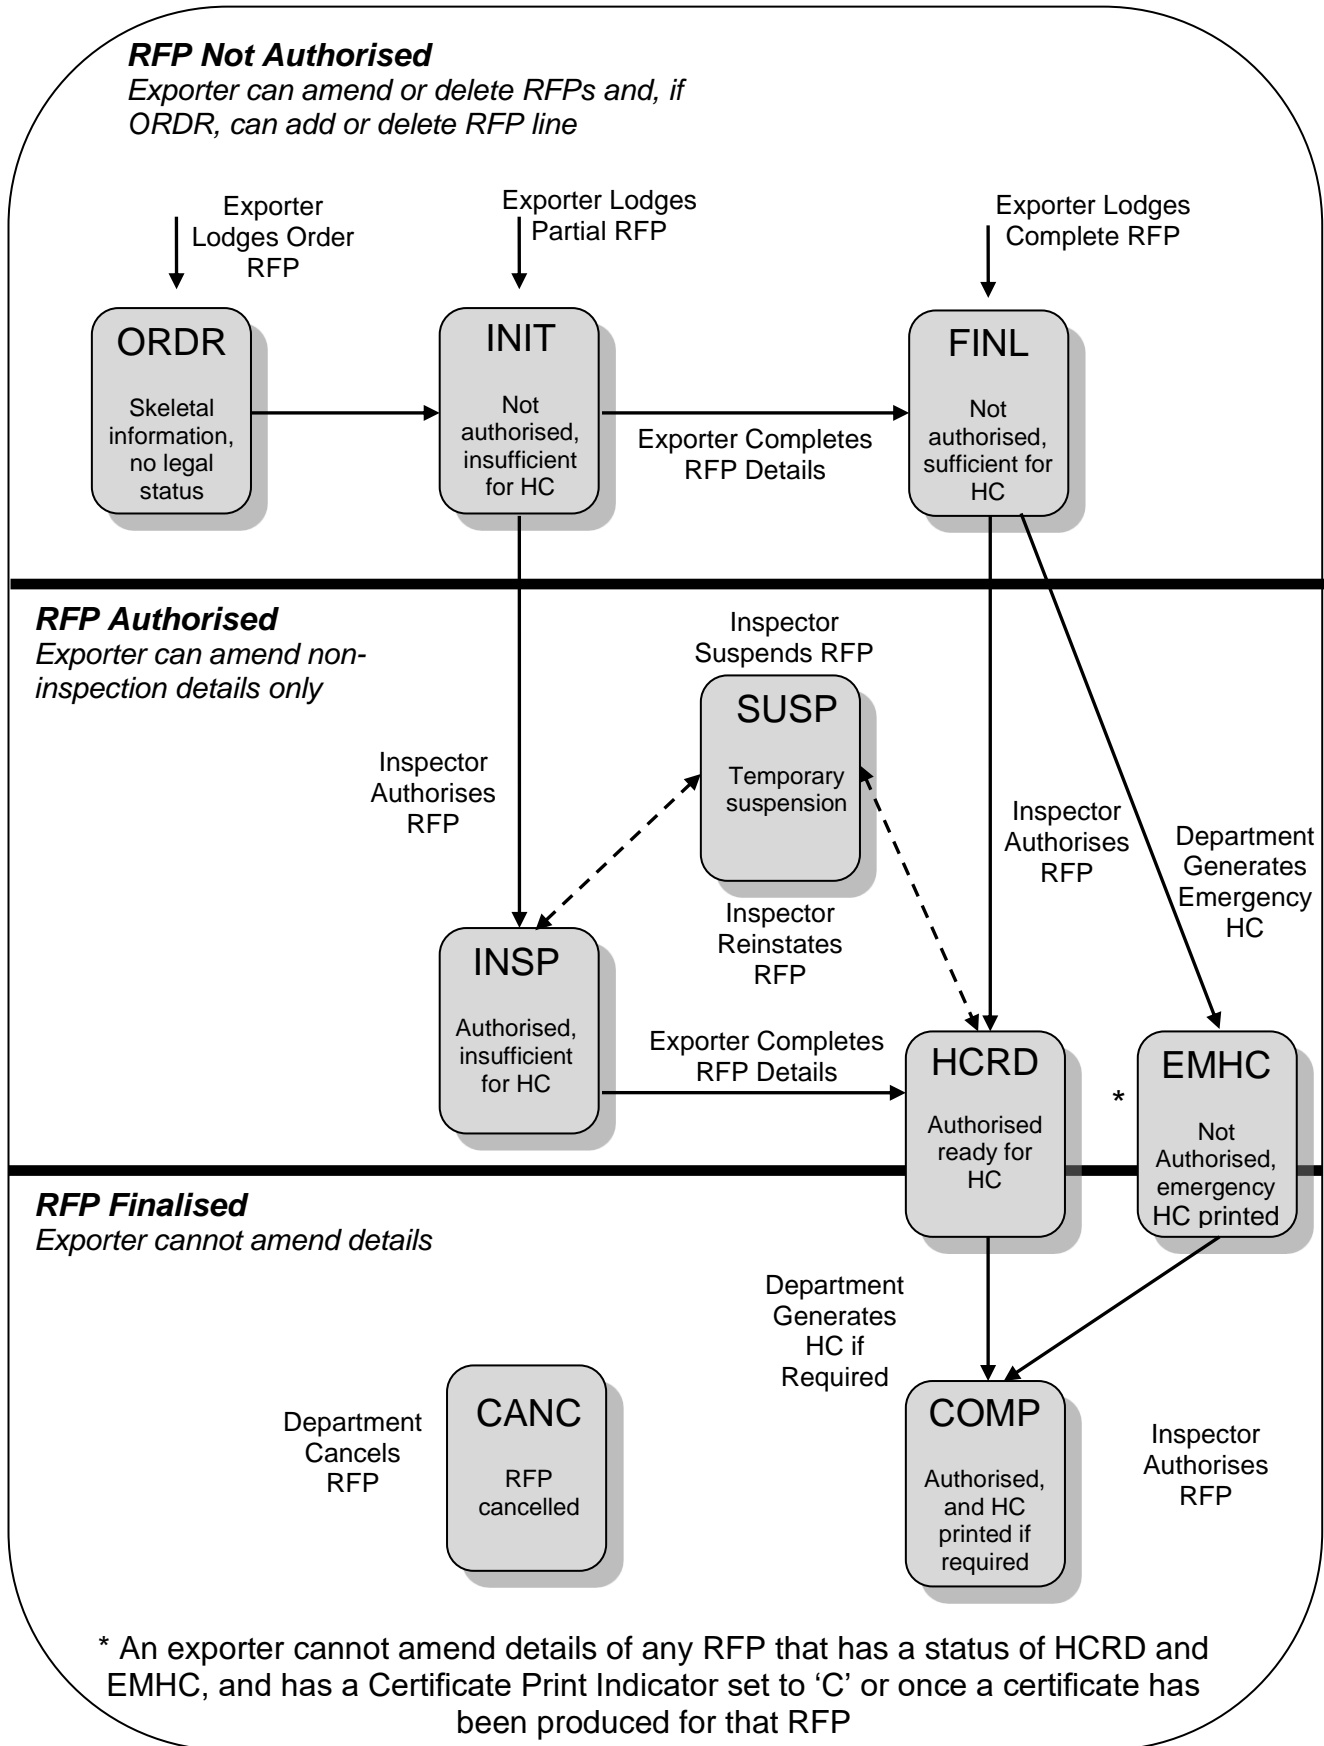 RFP Not Authorised
Exporter can amend or delete RFPs and, if
ORDR, can add or delete RFP line
Exporter
Lodges Order
RFP
Exporter Lodges
Partial RFP
Exporter Lodges
Complete RFP
ORDR
Skeletal
information,
no legal
status
INIT
Not
authorised,
insufficient
for HC
Exporter Completes
RFP Details
FINL
Not
authorised,
sufficient for
HC
RFP Authorised
Exporter can amend non-
inspection details only
Inspector
Suspends RFP
SUSP
Temporary
suspension
Inspector
Authorises
RFP
Inspector
Authorises
RFP
Department
Generates
Emergency
HC
Inspector
Reinstates
RFP
INSP
Authorised,
insufficient
for HC
Exporter Completes
RFP Details
HCRD
Authorised
ready for
HC
*
EMHC
Not
Authorised,
emergency
HC printed
RFP Finalised
Exporter cannot amend details
Department
Generates
HC if
Required
Department
Cancels
RFP
CANC
RFP
cancelled
COMP
Authorised,
and HC
printed if
required
Inspector
Authorises
RFP
* An exporter cannot amend details of any RFP that has a status of HCRD and
EMHC, and has a Certificate Print Indicator set to ‘C’ or once a certificate has
been produced for that RFP